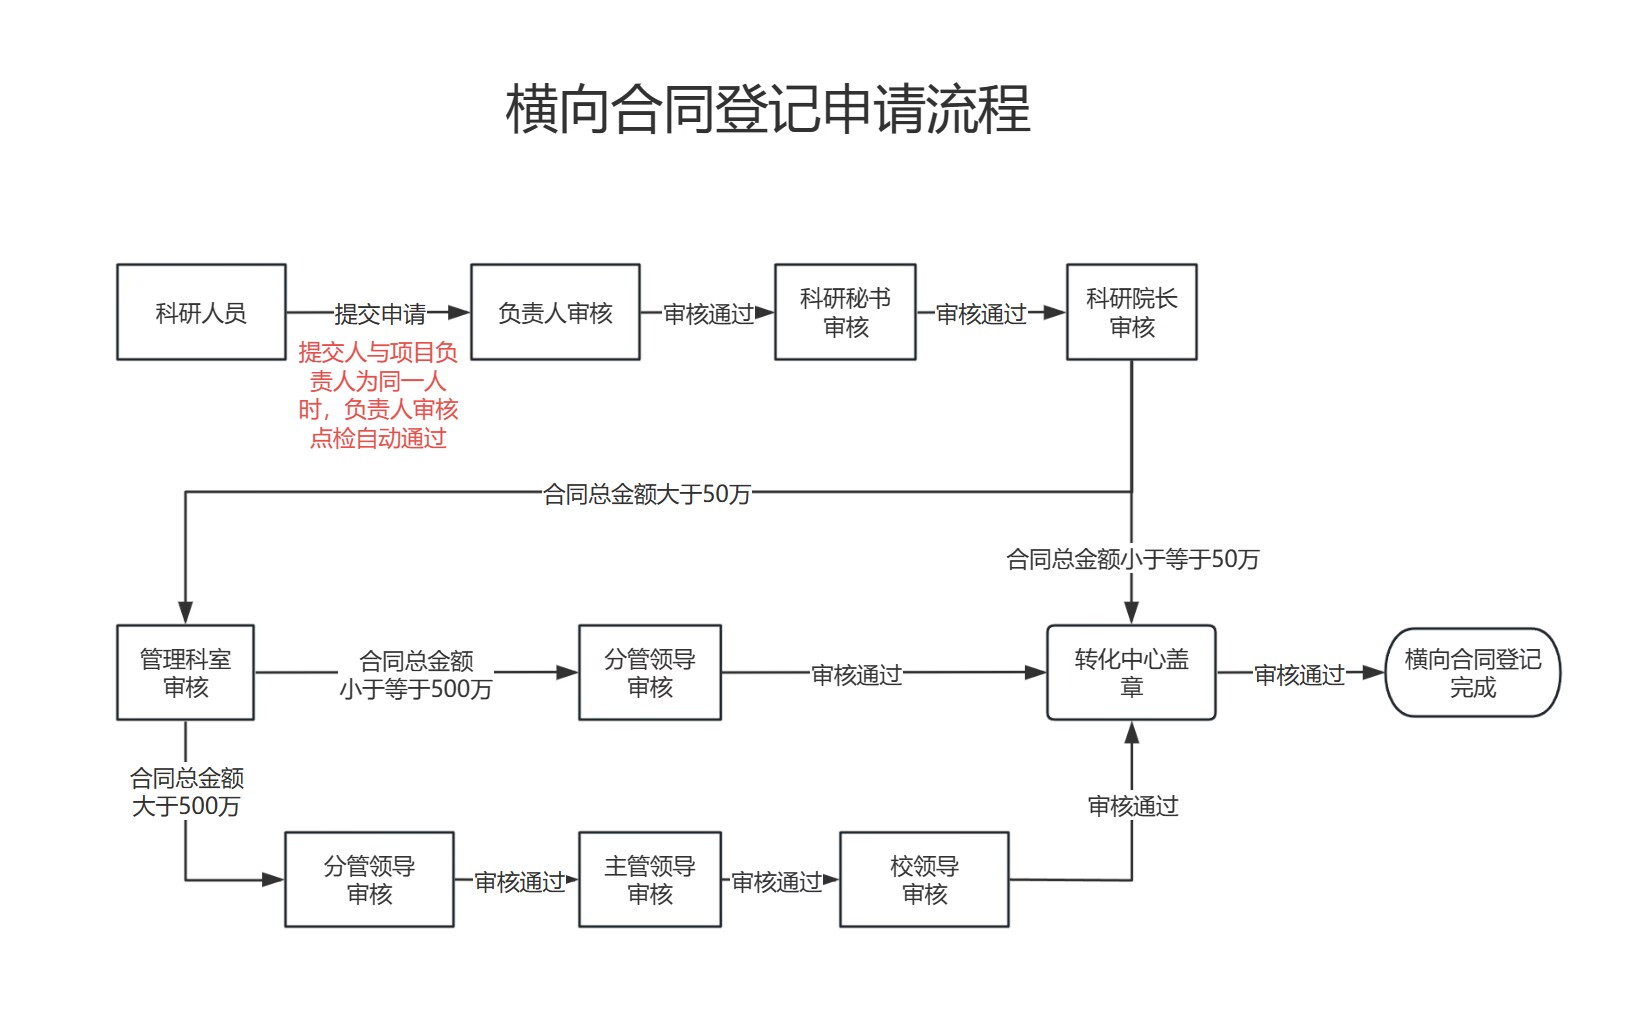 横向合同登记申请流程
科研人员
提交申请
提交人与项目负
责人为同一人
时，负责人审核
点检自动通过
负责人审核
审核通过
科研秘书
审核
审核通过
科研院长
审核
合同总金额大于50万
合同总金额小于等于50万
管理科室
审核
合同总金额
小于等于500万
分管领导
审核
审核通过
转化中心盖
章
审核通过
横向合同登记
完成
合同总金额
大于500万
分管领导
审核
审核通过
主管领导
审核
审核通过
校领导
审核
审核通过